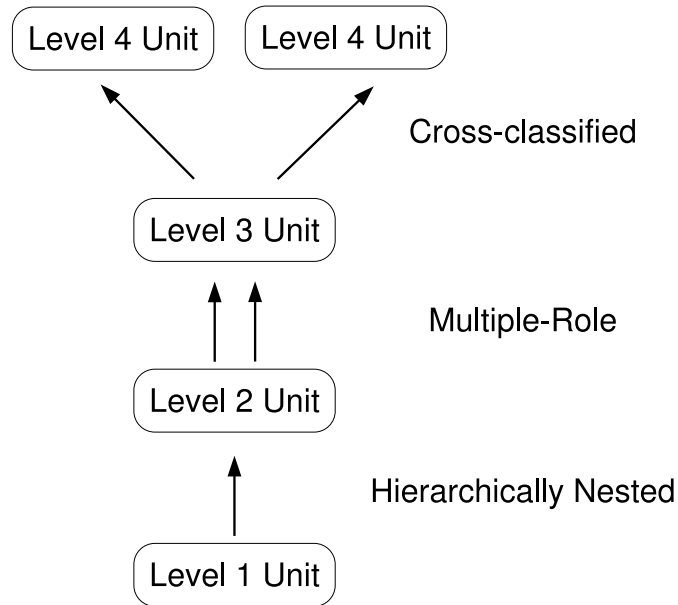 Level 4 Unit
Level 4 Unit
Cross-classified
Level 3 Unit
Multiple-Role
Level 2 Unit
Hierarchically Nested
Level 1 Unit